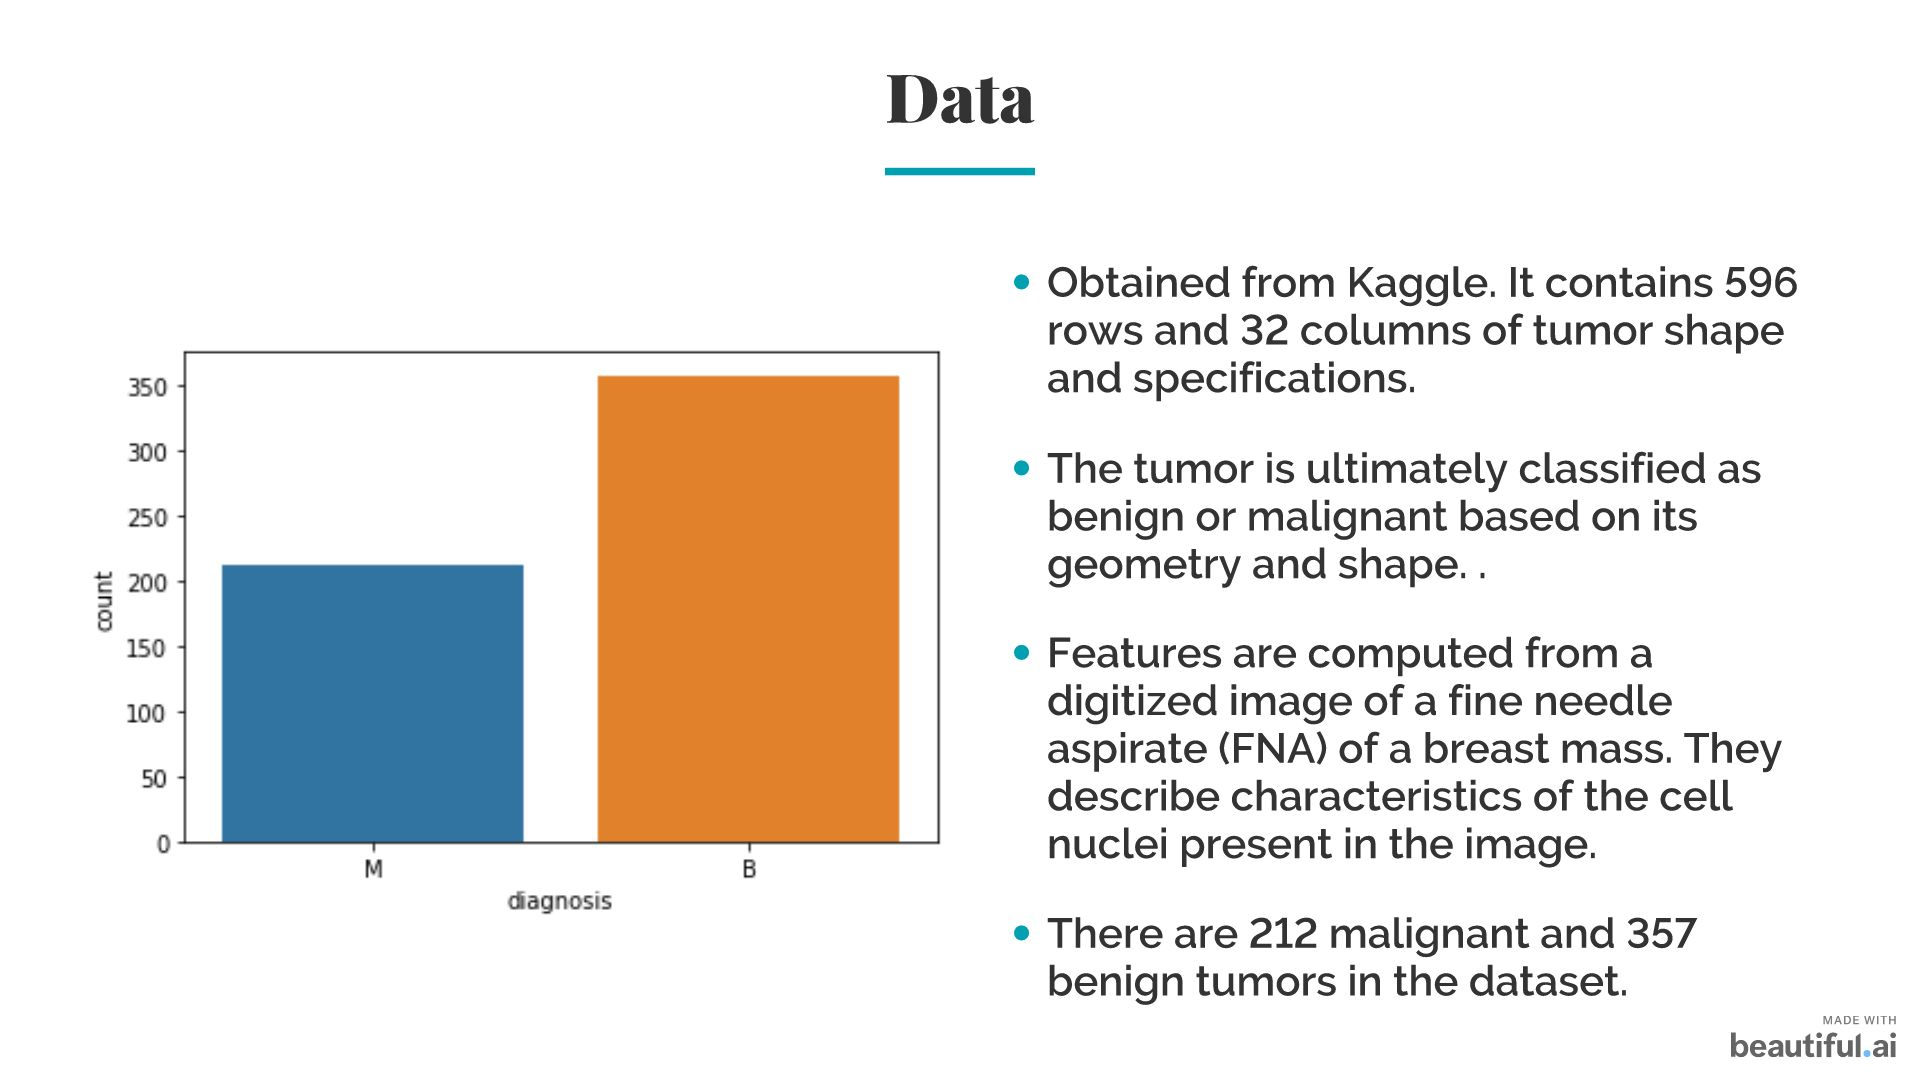 Data
350
300
250
200
150
100
50
0
count
M
B
diagnosis
• Obtained from Kaggle. It contains 596
rows and 32 columns of tumor shape
and specifications.
• The tumor is ultimately classified as
benign or malignant based on its
geometry and shape. .
• Features are computed from a
digitized image of a fine needle
aspirate (FNA) of a breast mass. They
describe characteristics of the cell
nuclei present in the image.
• There are 212 malignant and 357
benign tumors in the dataset.
MADE WITH
beautiful.ai